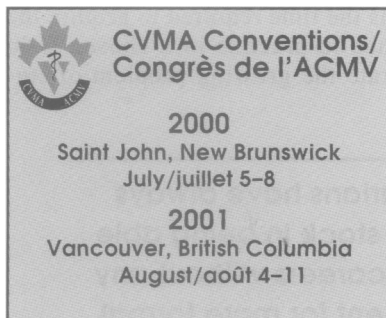 CVMA ACMV
CVMA Conventions/
Congrès de l'ACMV
2000
Saint John, New Brunswick
July/juillet 5–8
2001
Vancouver, British Columbia
August/août 4–11